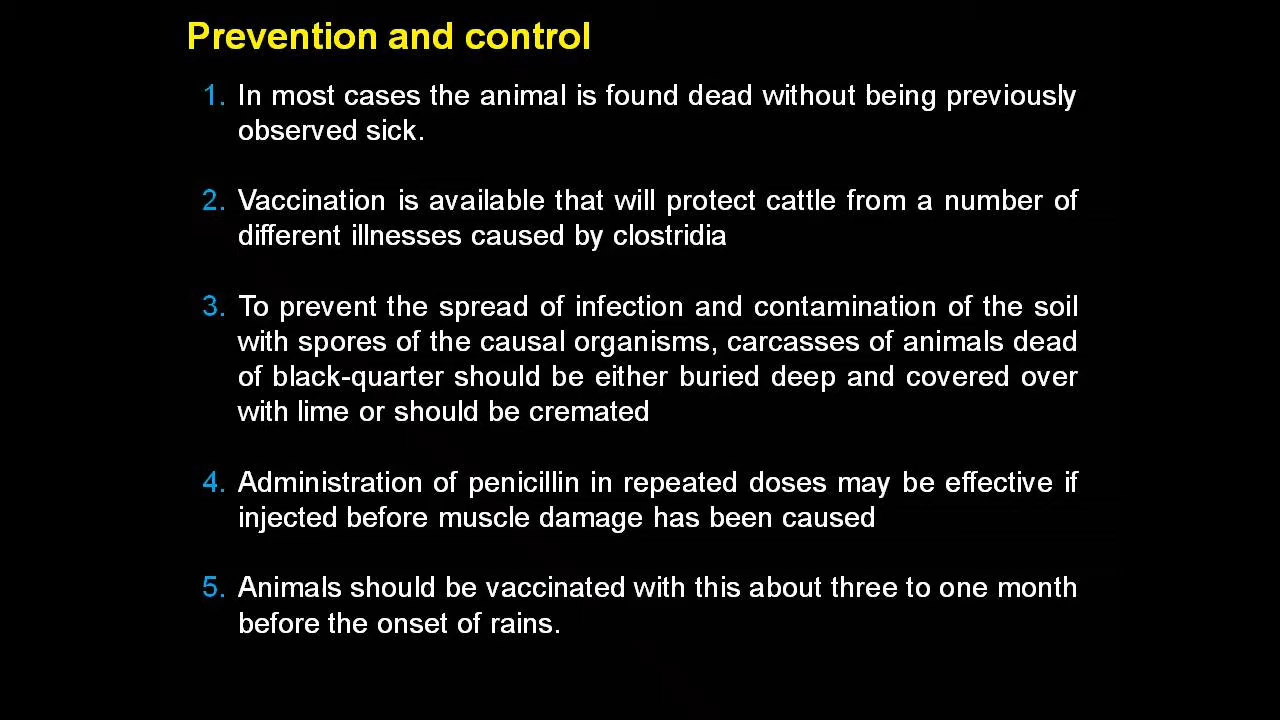 Prevention and control
1. In most cases the animal is found dead without being previously
observed sick.
2. Vaccination is available that will protect cattle from a number of
different illnesses caused by clostridia
3. To prevent the spread of infection and contamination of the soil
with spores of the causal organisms, carcasses of animals dead
of black-quarter should be either buried deep and covered over
with lime or should be cremated
4. Administration of penicillin in repeated doses may be effective if
injected before muscle damage has been caused
5. Animals should be vaccinated with this about three to one month
before the onset of rains.